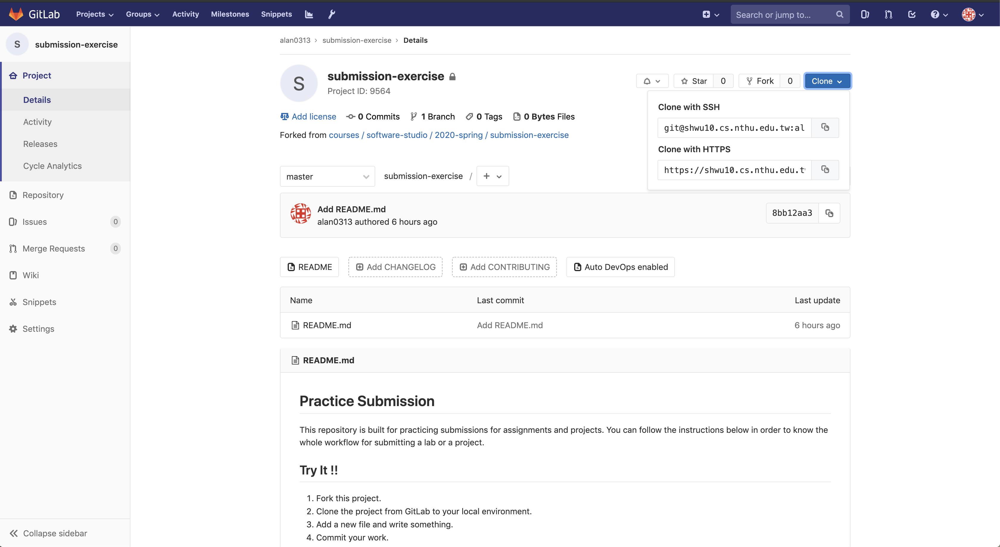 GitLab Projects Groups Activity Milestones Snippets Search or jump to...
S submission-exercise
Project
Details
Activity
Releases
Cycle Analytics
Repository
Issues 0
Merge Requests 0
Wiki
Snippets
Settings
Collapse sidebar
alan0313 > submission-exercise > Details
S
submission-exercise
Project ID: 9564
Star 0 Fork 0 Clone
Add license 0 Commits 1 Branch 0 Tags 0 Bytes Files
Forked from courses / software-studio / 2020-spring / submission-exercise
Clone with SSH
git@shwu10.cs.nthu.edu.tw:al
Clone with HTTPS
https://shwu10.cs.nthu.edu.t
master submission-exercise / +
Add README.md
alan0313 authored 6 hours ago
8bb12aa3
README Add CHANGELOG Add CONTRIBUTING Auto DevOps enabled
Name Last commit Last update
README.md Add README.md 6 hours ago
README.md
Practice Submission
This repository is built for practicing submissions for assignments and projects. You can follow the instructions below in order to know the
whole workflow for submitting a lab or a project.
Try It !!
1. Fork this project.
2. Clone the project from GitLab to your local environment.
3. Add a new file and write something.
4. Commit your work.